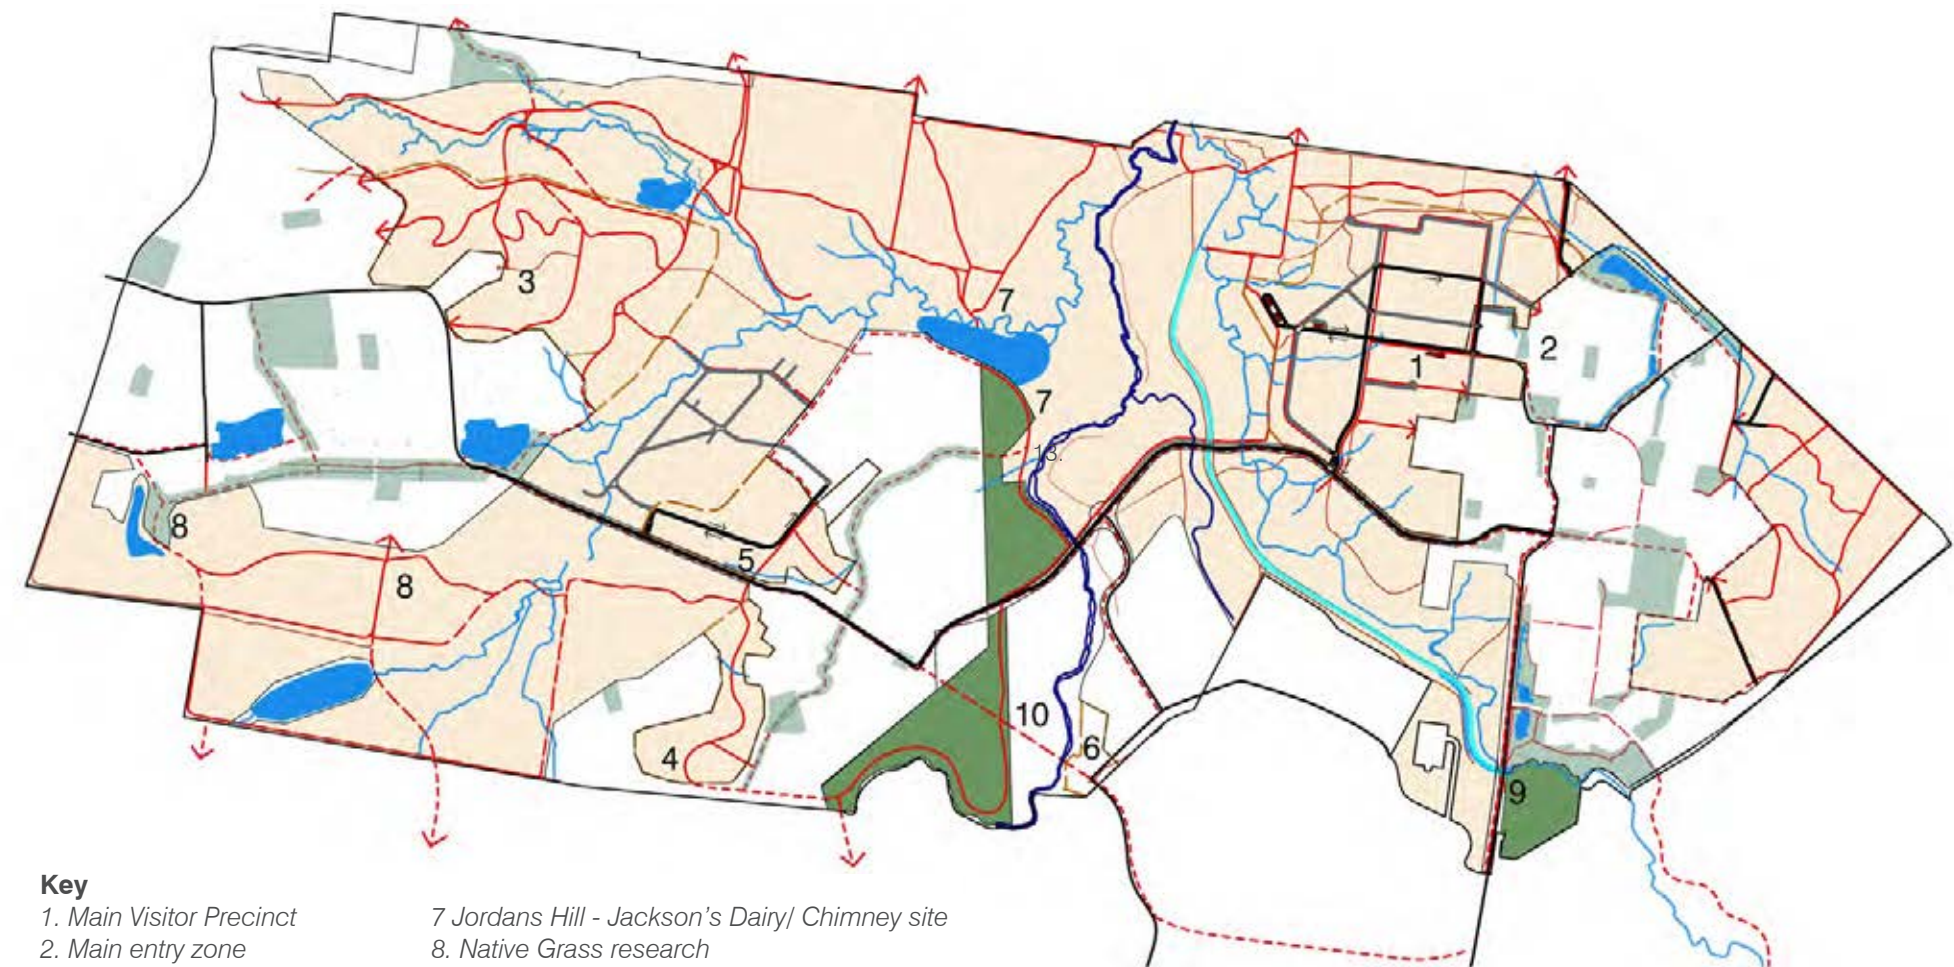 3
7
2
1
7
13.
8
5
8
10
4
6
9
Key
1. Main Visitor Precinct
2. Main entry zone
7 Jordans Hill - Jackson's Dairy/ Chimney site
8. Native Grass research